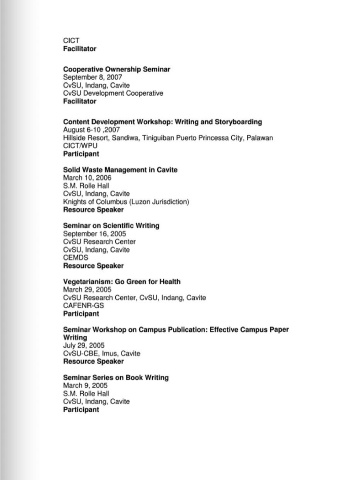 CICT
Facilitator
Cooperative Ownership Seminar
September 8, 2007
CvSU, Indang, Cavite
CvSU Development Cooperative
Facilitator
Content Development Workshop: Writing and Storyboarding
August 6-10 ,2007
Hillside Resort, Sandiwa, Tiniguiban Puerto Princessa City, Palawan
CICT/WPU
Participant
Solid Waste Management in Cavite
March 10, 2006
S.M. Rolle Hall
CvSU, Indang, Cavite
Knights of Columbus (Luzon Jurisdiction)
Resource Speaker
Seminar on Scientific Writing
September 16, 2005
CvSU Research Center
CvSU, Indang, Cavite
CEMDS
Resource Speaker
Vegetarianism: Go Green for Health
March 29, 2005
CvSU Research Center, CvSU, Indang, Cavite
CAFENR-GS
Participant
Seminar Workshop on Campus Publication: Effective Campus Paper
Writing
July 29, 2005
CvSU-CBE, Imus, Cavite
Resource Speaker
Seminar Series on Book Writing
March 9, 2005
S.M. Rolle Hall
CvSU, Indang, Cavite
Participant